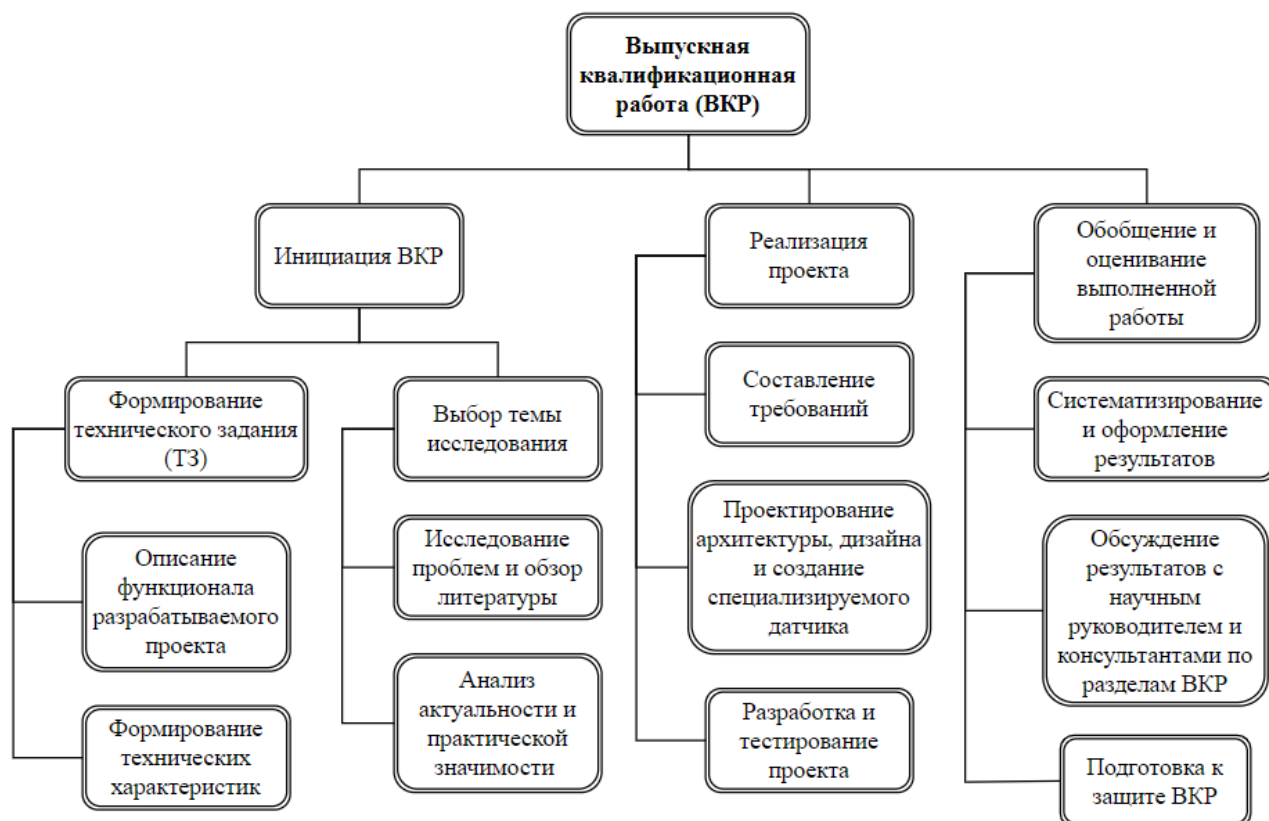 Выпускная
квалификационная
работа (ВКР)
Инициация ВКР
Реализация
проекта
Обобщение и
оценивание
выполненной
работы
Формирование
технического задания
(ТЗ)
Выбор темы
исследования
Составление
требований
Систематизирование
и оформление
результатов
Описание
функционала
разрабатываемого
проекта
Исследование
проблем и обзор
литературы
Проектирование
архитектуры, дизайна
и создание
специализируемого
датчика
Обсуждение
результатов с
научным
руководителем и
консультантами по
разделам ВКР
Формирование
технических
характеристик
Анализ
актуальности и
практической
значимости
Разработка и
тестирование
проекта
Подготовка к
защите ВКР